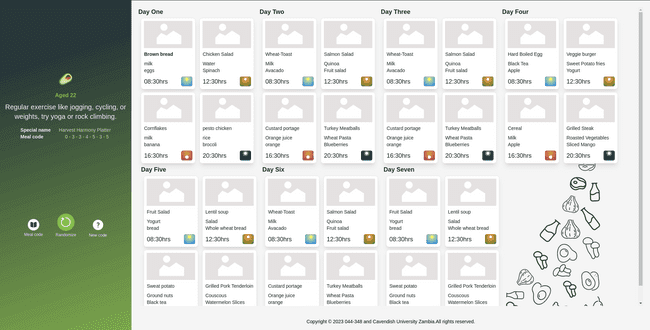 Aged 22
Regular exercise like jogging, cycling, or
weights, try yoga or rock climbing.
Special name Harvest Harmony Platter
Meal code 0 - 3 - 3 - 4 - 5 - 3 - 5
Meal code
Randomize
New code
Day One
Brown bread
milk
eggs
08:30hrs
Chicken Salad
Water
Spinach
12:30hrs
Cornflakes
milk
banana
16:30hrs
pesto chicken
rice
brocoli
20:30hrs
Day Two
Wheat-Toast
Milk
Avacado
08:30hrs
Salmon Salad
Quinoa
Fruit salad
12:30hrs
Custard portage
Orange juice
orange
16:30hrs
Turkey Meatballs
Wheat Pasta
Blueberries
20:30hrs
Day Three
Wheat-Toast
Milk
Avacado
08:30hrs
Salmon Salad
Quinoa
Fruit salad
12:30hrs
Custard portage
Orange juice
orange
16:30hrs
Turkey Meatballs
Wheat Pasta
Blueberries
20:30hrs
Day Four
Hard Boiled Egg
Black Tea
Apple
08:30hrs
Veggie burger
Sweet Potato fries
Yogurt
12:30hrs
Cereal
Milk
Apple
16:30hrs
Grilled Steak
Roasted Vegetables
Sliced Mango
20:30hrs
Day Five
Fruit Salad
Yogurt
bread
08:30hrs
Lentil soup
Salad
Whole wheat bread
12:30hrs
Sweat potato
Ground nuts
Black tea
Grilled Pork Tenderloin
Couscous
Watermelon Slices
Day Six
Wheat-Toast
Milk
Avacado
08:30hrs
Salmon Salad
Quinoa
Fruit salad
12:30hrs
Custard portage
Orange juice
orange
Turkey Meatballs
Wheat Pasta
Blueberries
Day Seven
Fruit Salad
Yogurt
bread
08:30hrs
Lentil soup
Salad
Whole wheat bread
12:30hrs
Sweat potato
Ground nuts
Black tea
Grilled Pork Tenderloin
Couscous
Watermelon Slices
Copyright © 2023 044-348 and Cavendish University Zambia.All rights reserved.